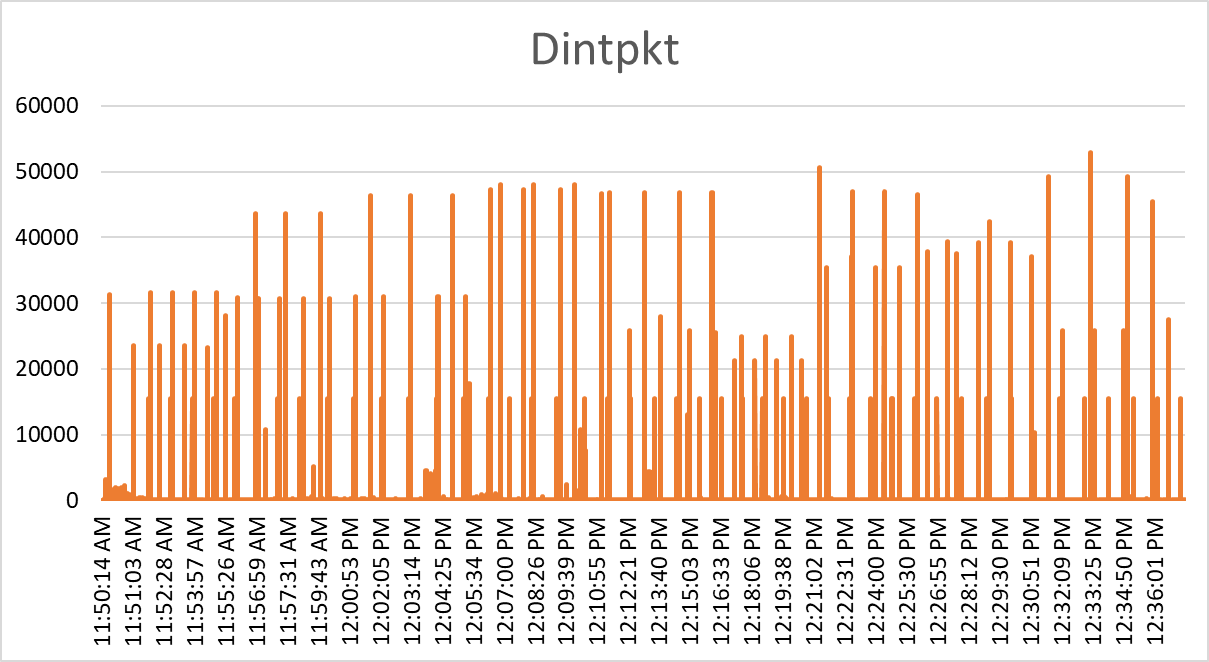 Dintpkt
60000
50000
40000
30000
20000
10000
0
11:50:14 AM
11:51:03 AM
11:52:28 AM
11:53:57 AM
11:55:26 AM
11:56:59 AM
11:57:31 AM
11:59:43 AM
12:00:53 PM
12:02:05 PM
12:03:14 PM
12:04:25 PM
12:05:34 PM
12:07:00 PM
12:08:26 PM
12:09:39 PM
12:10:55 PM
12:12:21 PM
12:13:40 PM
12:15:03 PM
12:16:33 PM
12:18:06 PM
12:19:38 PM
12:21:02 PM
12:22:31 PM
12:24:00 PM
12:25:30 PM
12:26:55 PM
12:28:12 PM
12:29:30 PM
12:30:51 PM
12:32:09 PM
12:33:25 PM
12:34:50 PM
12:36:01 PM